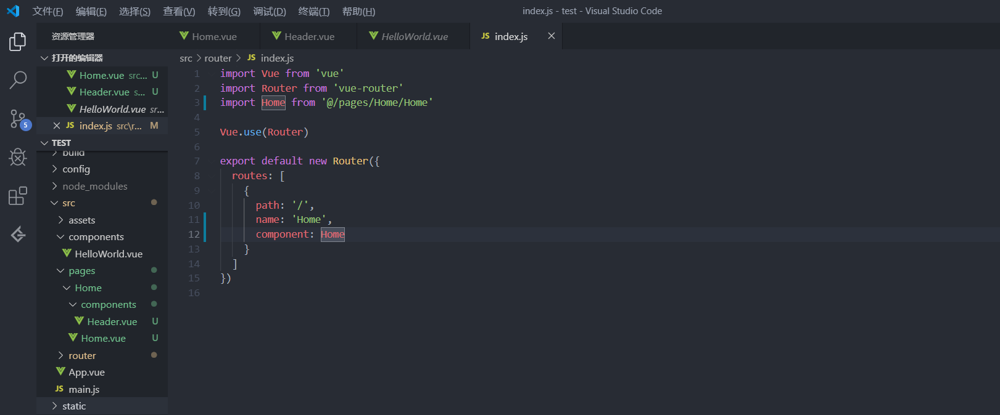 文件(F) 编辑(E) 选择(S) 查看(V) 转到(G) 调试(D) 终端(T) 帮助(H) index.js - test - Visual Studio Code
资源管理器
打开的编辑器
Home.vue src... U
Header.vue s... U
HelloWorld.vue sr...
JS index.js src\r... M
TEST
build
config
node_modules
src
assets
components
HelloWorld.vue
pages
Home
components
Header.vue U
Home.vue U
router
App.vue
JS main.js
static
5
Home.vue Header.vue HelloWorld.vue JS index.js
src > router > JS index.js
1 import Vue from 'vue'
2 import Router from 'vue-router'
3 import Home from '@/pages/Home/Home'
4
5 Vue.use(Router)
6
7 export default new Router({
8 routes: [
9 {
10 path: '/',
11 name: 'Home',
12 component: Home
13 }
14 ]
15 })
16